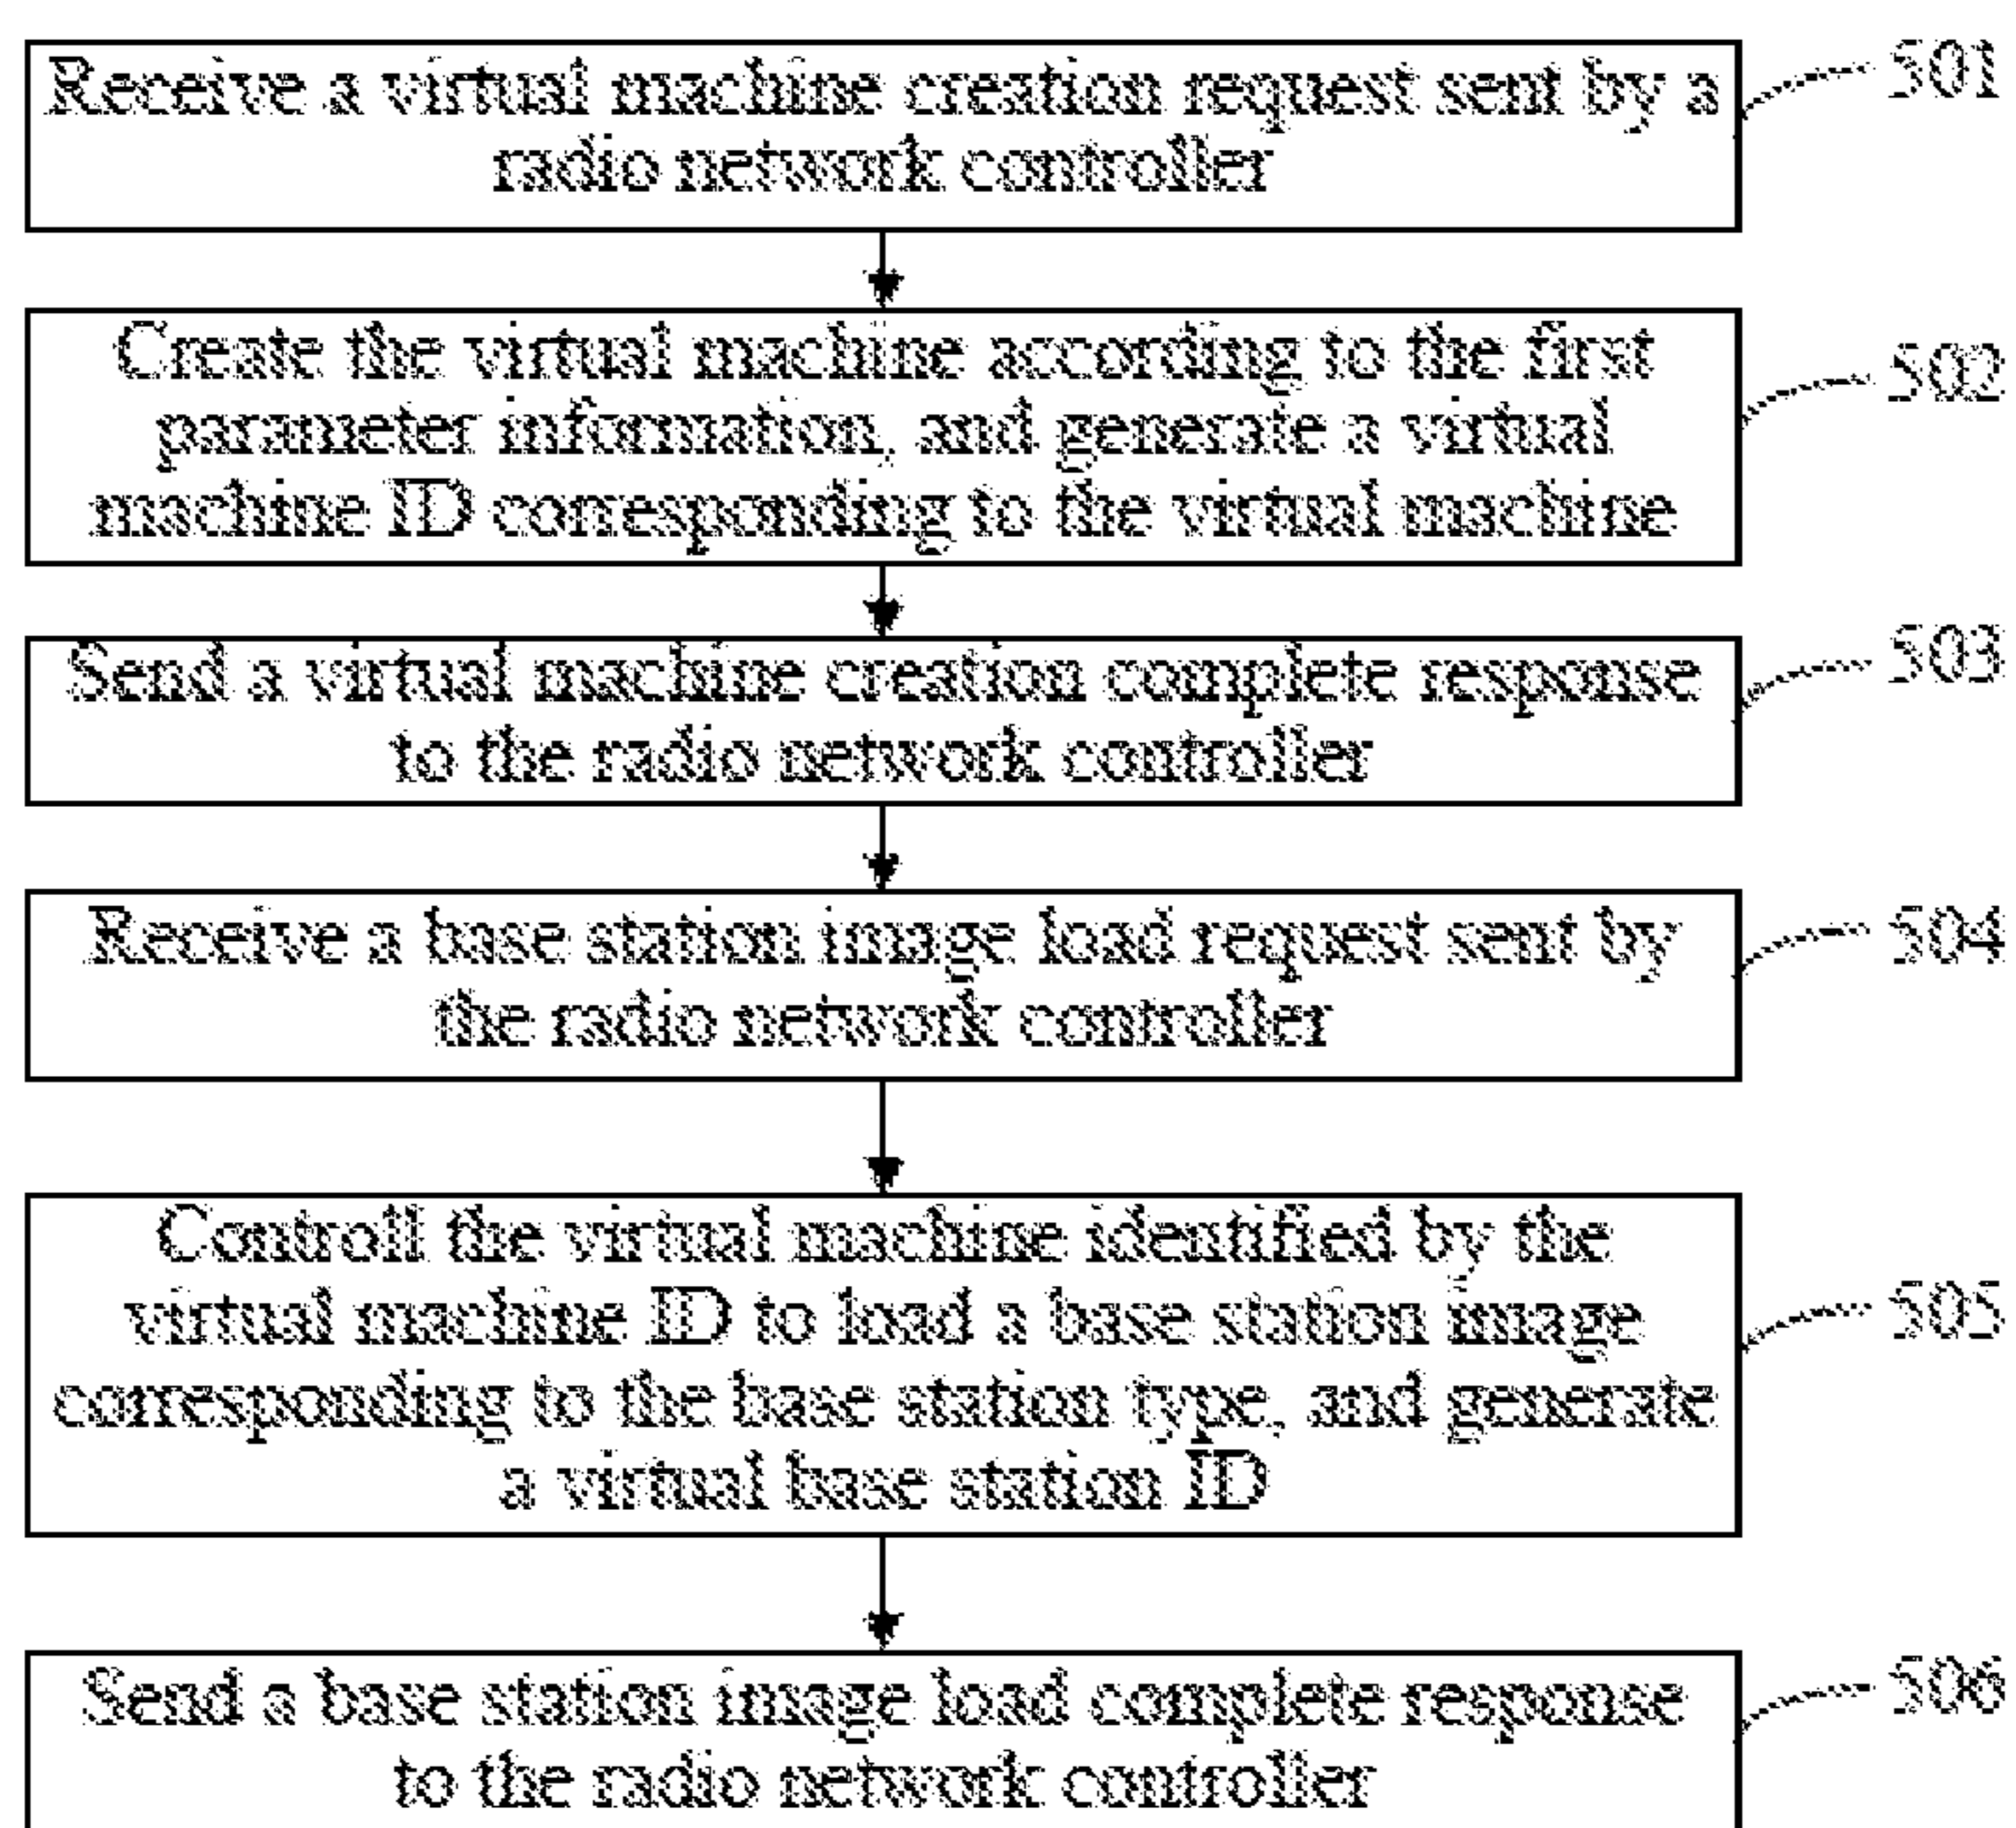 Receive a virtual machine creation request sent by a
radio network controller
501
Create the virtual machine according to the first
parameter information, and generate a virtual
machine ID corresponding to the virtual machine
502
Send a virtual machine creation complete response
to the radio network controller
503
Receive a base station image load request sent by
the radio network controller
504
Controll the virtual machine identified by the
virtual machine ID to load a base station image
corresponding to the base station type, and generate
a virtual base station ID
505
Send a base station image load complete response
to the radio network controller
506